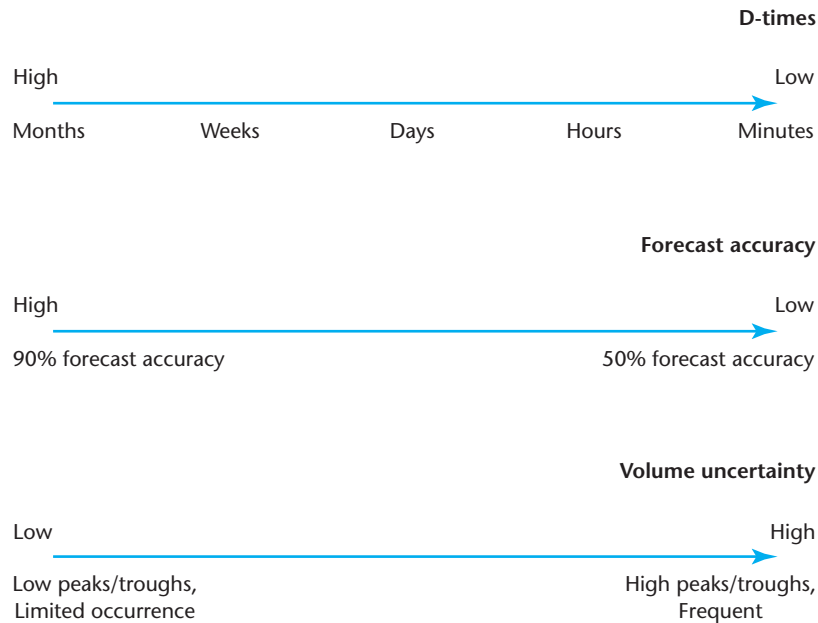 D-times
High Low
Months Weeks Days Hours Minutes
Forecast accuracy
High Low
90% forecast accuracy 50% forecast accuracy
Volume uncertainty
Low High
Low peaks/troughs, High peaks/troughs,
Limited occurrence Frequent